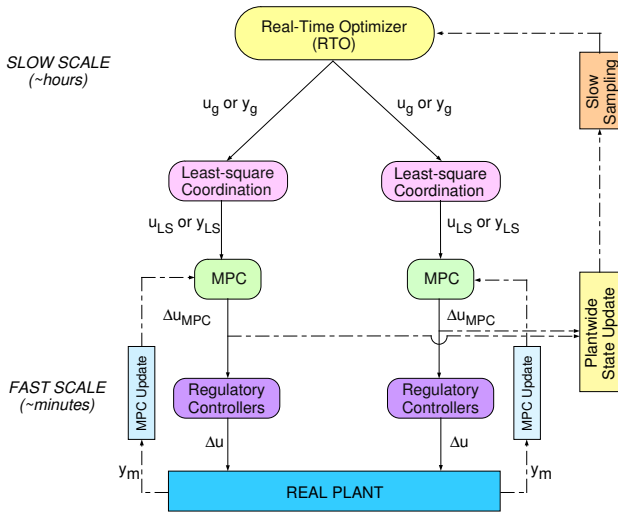 Real-Time Optimizer
(RTO)
SLOW SCALE
(~hours)
Slow
Sampling
u_g or y_g
u_g or y_g
Least-square
Coordination
Least-square
Coordination
u_LS or y_LS
u_LS or y_LS
MPC
MPC
Δu_MPC
Δu_MPC
Plantwide
State Update
FAST SCALE
(~minutes)
MPC Update
Regulatory
Controllers
Regulatory
Controllers
MPC Update
Δu
Δu
y_m
y_m
REAL PLANT